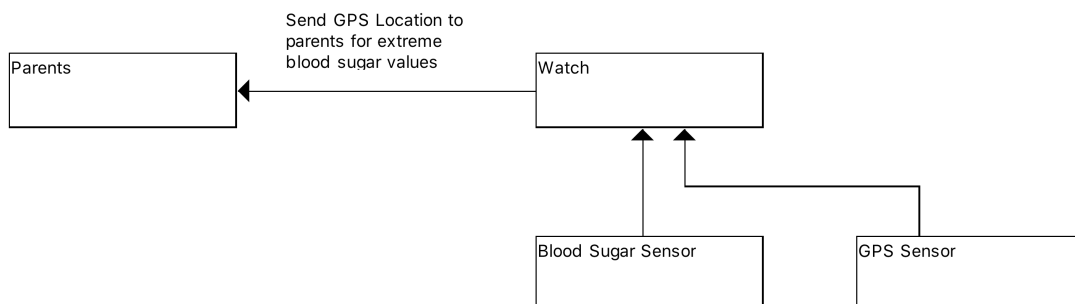 Send GPS Location to
parents for extreme
blood sugar values
Parents
Watch
Blood Sugar Sensor
GPS Sensor